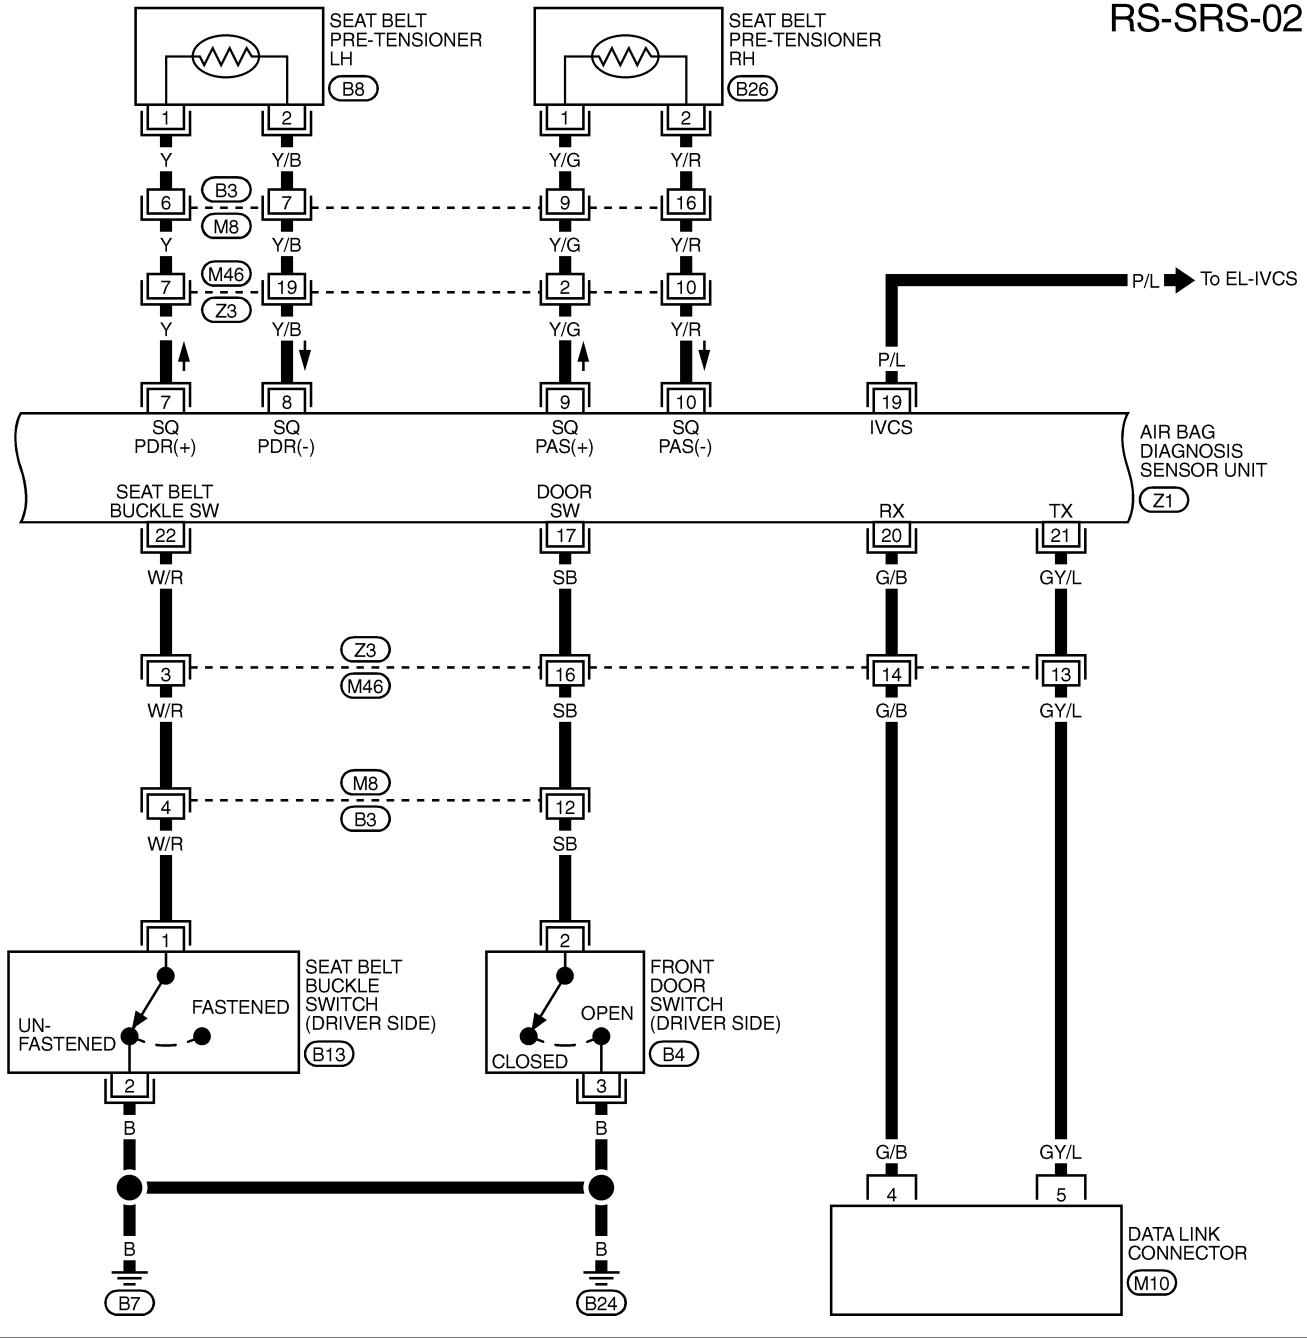 RS-SRS-02
SEAT BELT
PRE-TENSIONER
LH
B8
SEAT BELT
PRE-TENSIONER
RH
B26
1
2
1
2
Y
Y/B
Y/G
Y/R
6
B3
M8
7
9
16
Y
Y/B
Y/G
Y/R
7
M46
Z3
19
2
10
P/L
To EL-IVCS
Y
Y/B
Y/G
Y/R
P/L
7
8
9
10
19
SQ
PDR(+)
SQ
PDR(-)
SQ
PAS(+)
SQ
PAS(-)
IVCS
AIR BAG
DIAGNOSIS
SENSOR UNIT
Z1
SEAT BELT
BUCKLE SW
DOOR
SW
RX
TX
22
17
20
21
W/R
SB
G/B
GY/L
3
Z3
M46
16
14
13
W/R
SB
G/B
GY/L
4
M8
B3
12
W/R
SB
1
2
SEAT BELT
BUCKLE
SWITCH
(DRIVER SIDE)
B13
FASTENED
UN-
FASTENED
FRONT
DOOR
SWITCH
(DRIVER SIDE)
B4
OPEN
CLOSED
2
3
B
B
G/B
GY/L
4
5
DATA LINK
CONNECTOR
M10
B
B
B7
B24